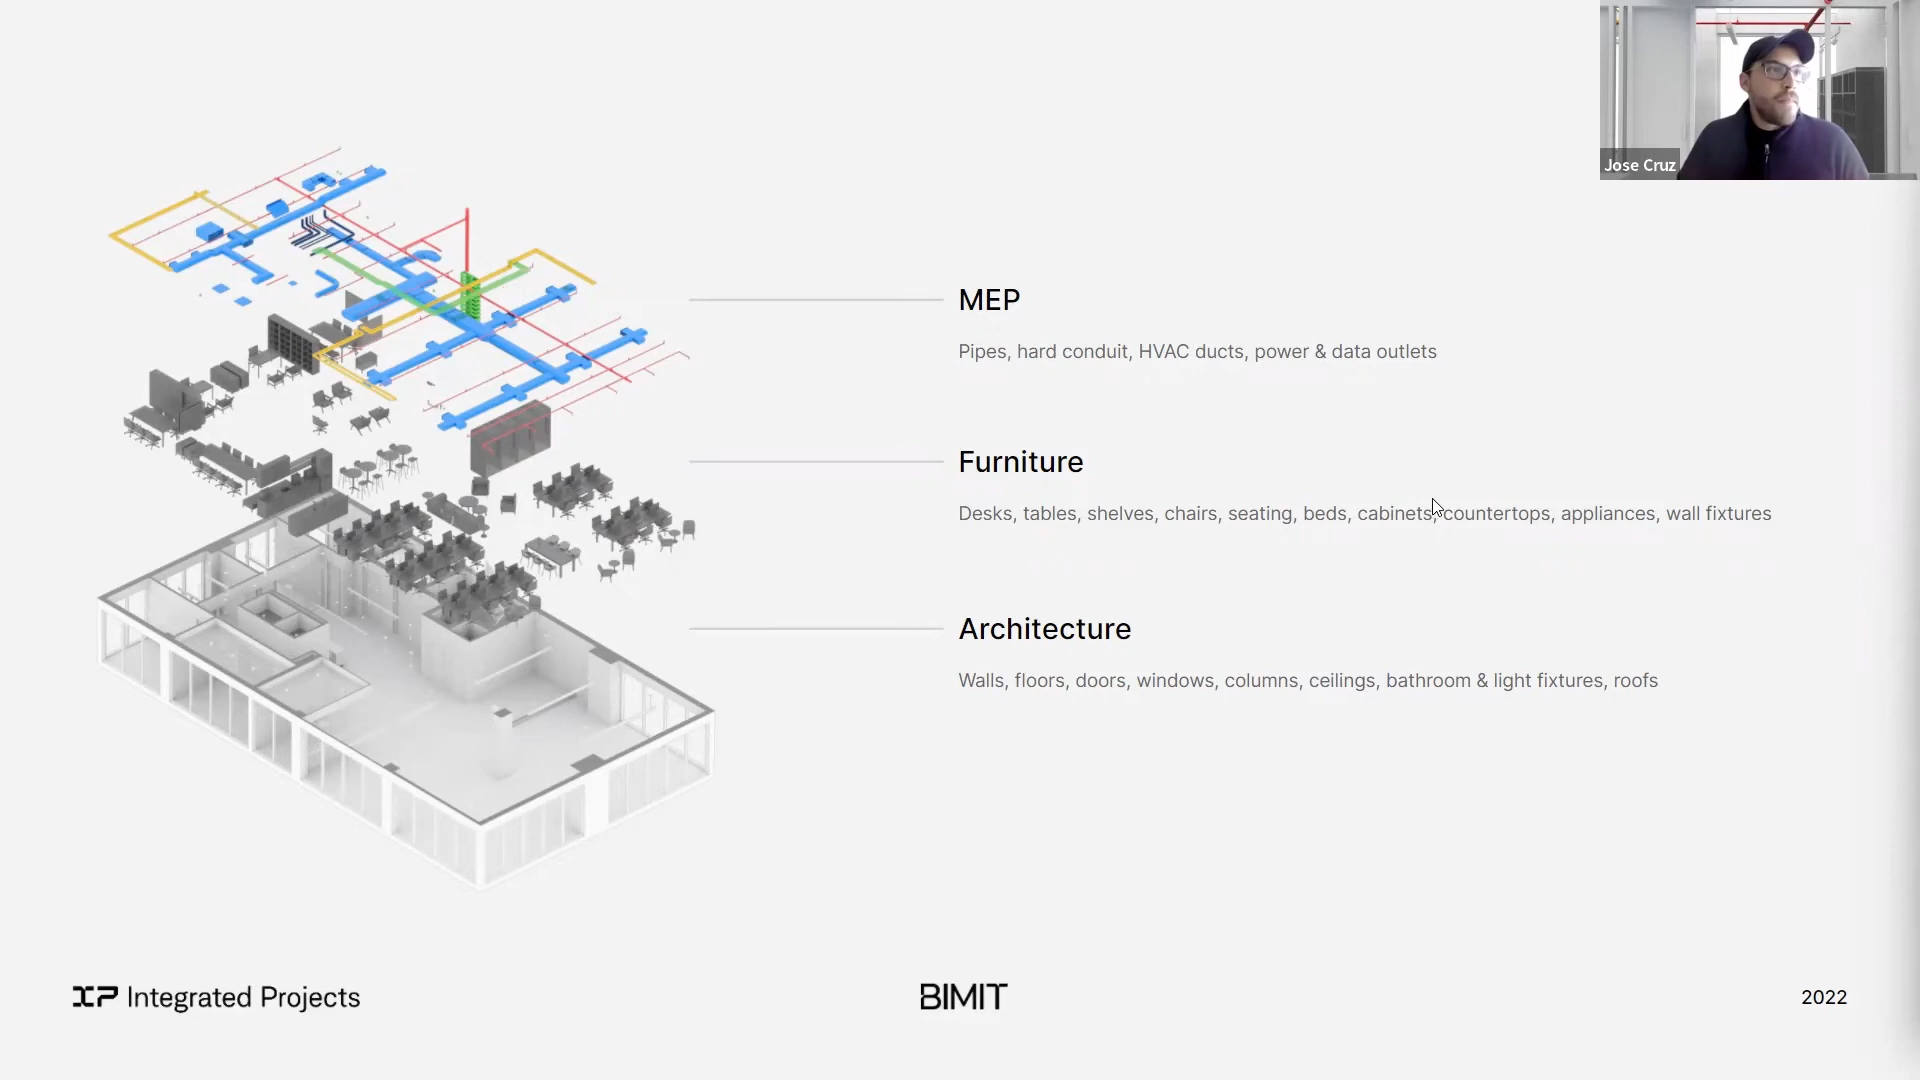 Jose Cruz
MEP
Pipes, hard conduit, HVAC ducts, power & data outlets
Furniture
Desks, tables, shelves, chairs, seating, beds, cabinets, countertops, appliances, wall fixtures
Architecture
Walls, floors, doors, windows, columns, ceilings, bathroom & light fixtures, roofs
IP Integrated Projects
BIMIT
2022